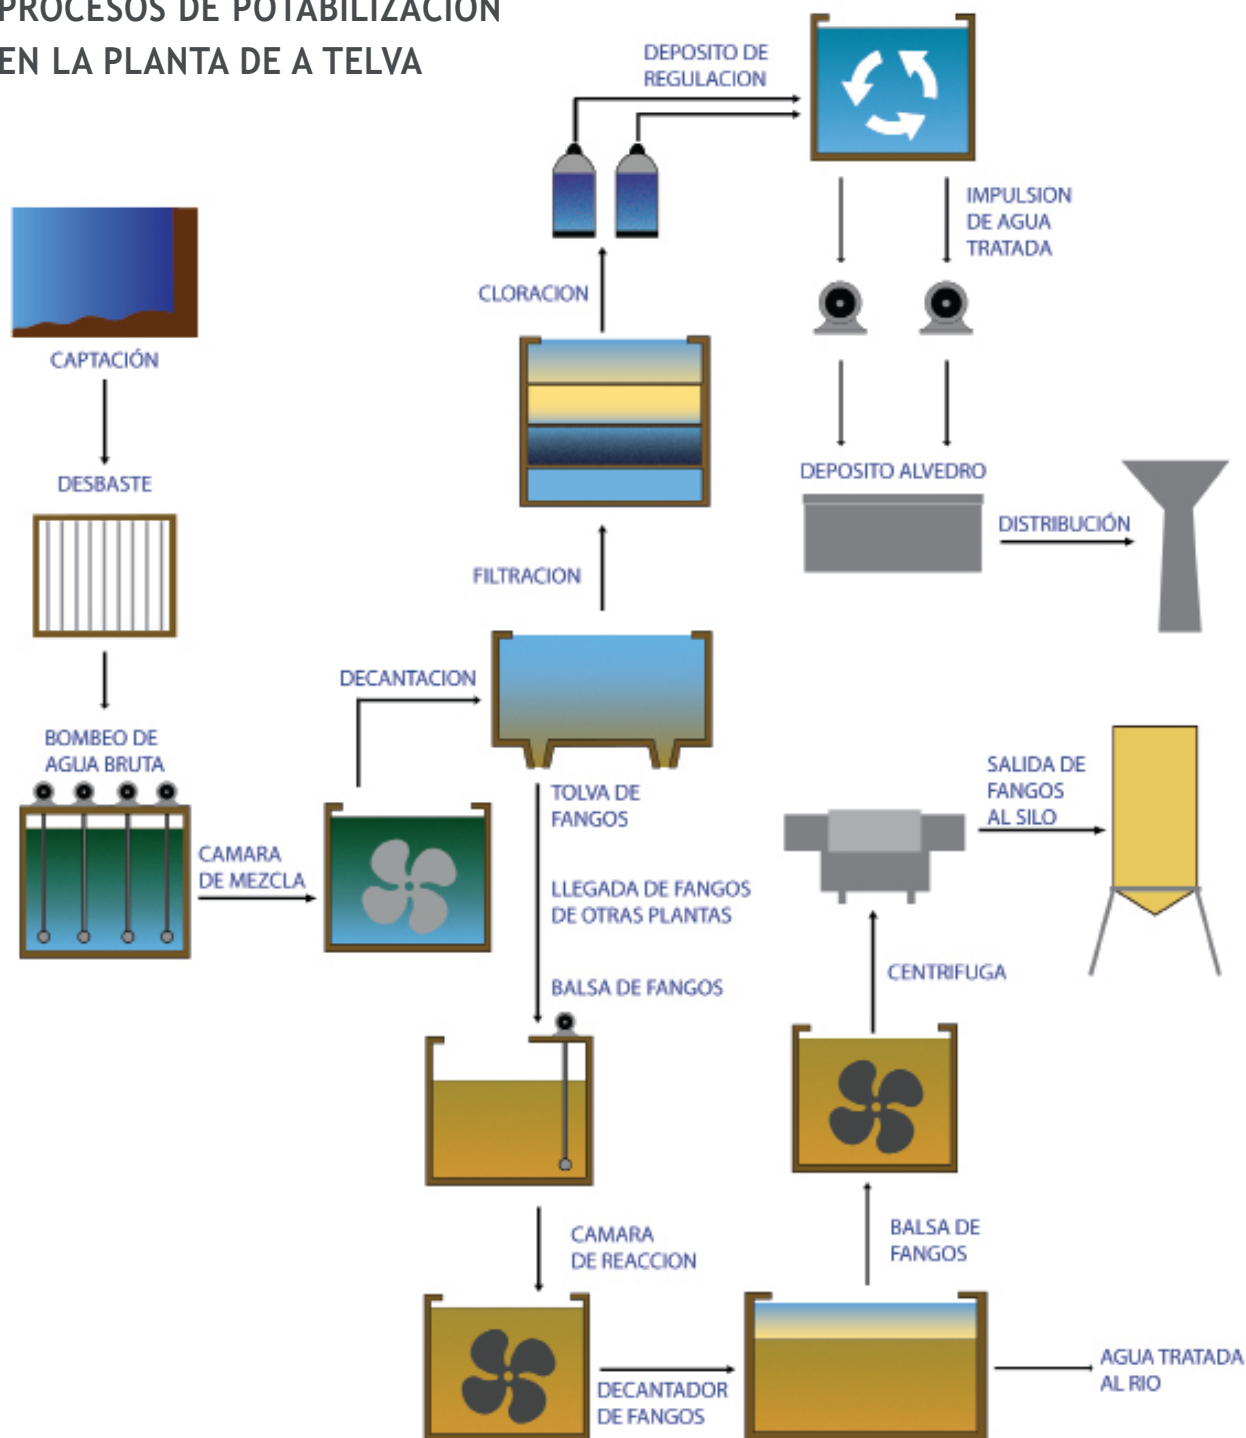 PROCESOS DE POTABILIZACIÓN
EN LA PLANTA DE A TELVA
DEPOSITO DE
REGULACION
IMPULSION
DE AGUA
TRATADA
CLORACION
CAPTACIÓN
DESBASTE
DEPOSITO ALVEDRO
DISTRIBUCIÓN
FILTRACION
DECANTACION
BOMBEO DE
AGUA BRUTA
CAMARA
DE MEZCLA
TOLVA DE
FANGOS
LLEGADA DE FANGOS
DE OTRAS PLANTAS
BALSA DE FANGOS
SALIDA DE
FANGOS
AL SILO
CENTRIFUGA
CAMARA
DE REACCION
BALSA DE
FANGOS
DECANTADOR
DE FANGOS
AGUA TRATADA
AL RIO